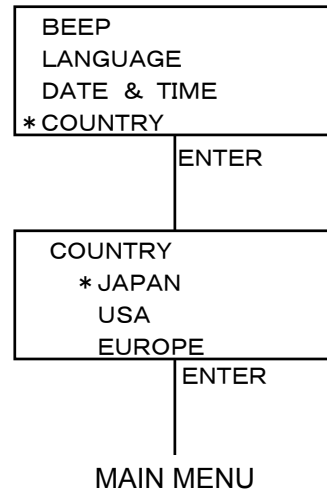 BEEP
LANGUAGE
DATE & TIME
* COUNTRY
ENTER
COUNTRY
* JAPAN
USA
EUROPE
ENTER
MAIN MENU